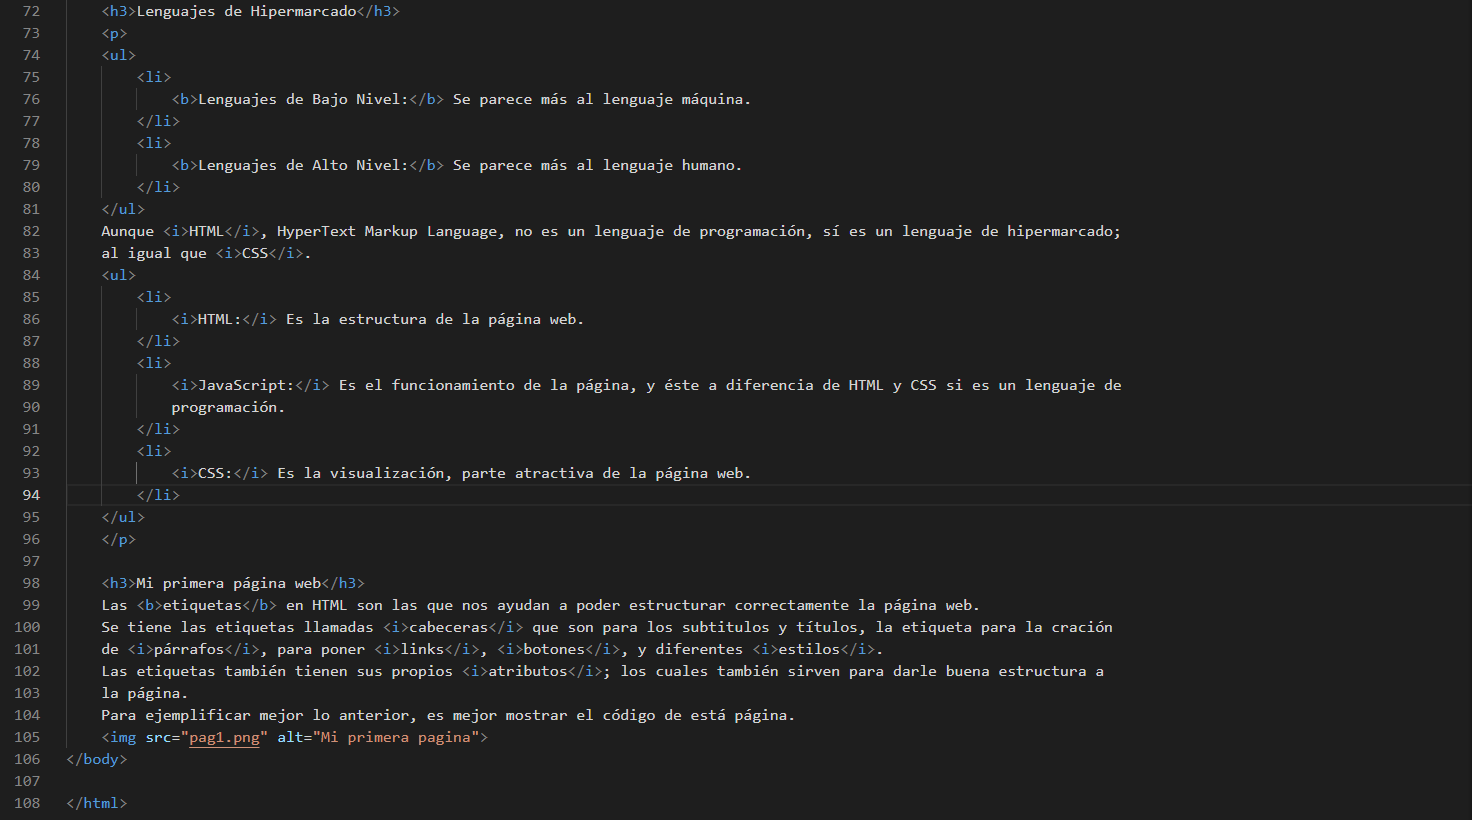 72 <h3>Lenguajes de Hipermarcado</h3>
73 <p>
74 <ul>
75 <li>
76 <b>Lenguajes de Bajo Nivel:</b> Se parece más al lenguaje máquina.
77 </li>
78 <li>
79 <b>Lenguajes de Alto Nivel:</b> Se parece más al lenguaje humano.
80 </li>
81 </ul>
82 Aunque <i>HTML</i>, HyperText Markup Language, no es un lenguaje de programación, sí es un lenguaje de hipermarcado;
83 al igual que <i>CSS</i>.
84 <ul>
85 <li>
86 <i>HTML:</i> Es la estructura de la página web.
87 </li>
88 <li>
89 <i>JavaScript:</i> Es el funcionamiento de la página, y éste a diferencia de HTML y CSS si es un lenguaje de
90 programación.
91 </li>
92 <li>
93 <i>CSS:</i> Es la visualización, parte atractiva de la página web.
94 </li>
95 </ul>
96 </p>
97
98 <h3>Mi primera página web</h3>
99 Las <b>etiquetas</b> en HTML son las que nos ayudan a poder estructurar correctamente la página web.
100 Se tiene las etiquetas llamadas <i>cabeceras</i> que son para los subtitulos y títulos, la etiqueta para la cración
101 de <i>párrafos</i>, para poner <i>links</i>, <i>botones</i>, y diferentes <i>estilos</i>.
102 Las etiquetas también tienen sus propios <i>atributos</i>; los cuales también sirven para darle buena estructura a
103 la página.
104 Para ejemplificar mejor lo anterior, es mejor mostrar el código de está página.
105 <img src="pag1.png" alt="Mi primera pagina">
106 </body>
107
108 </html>